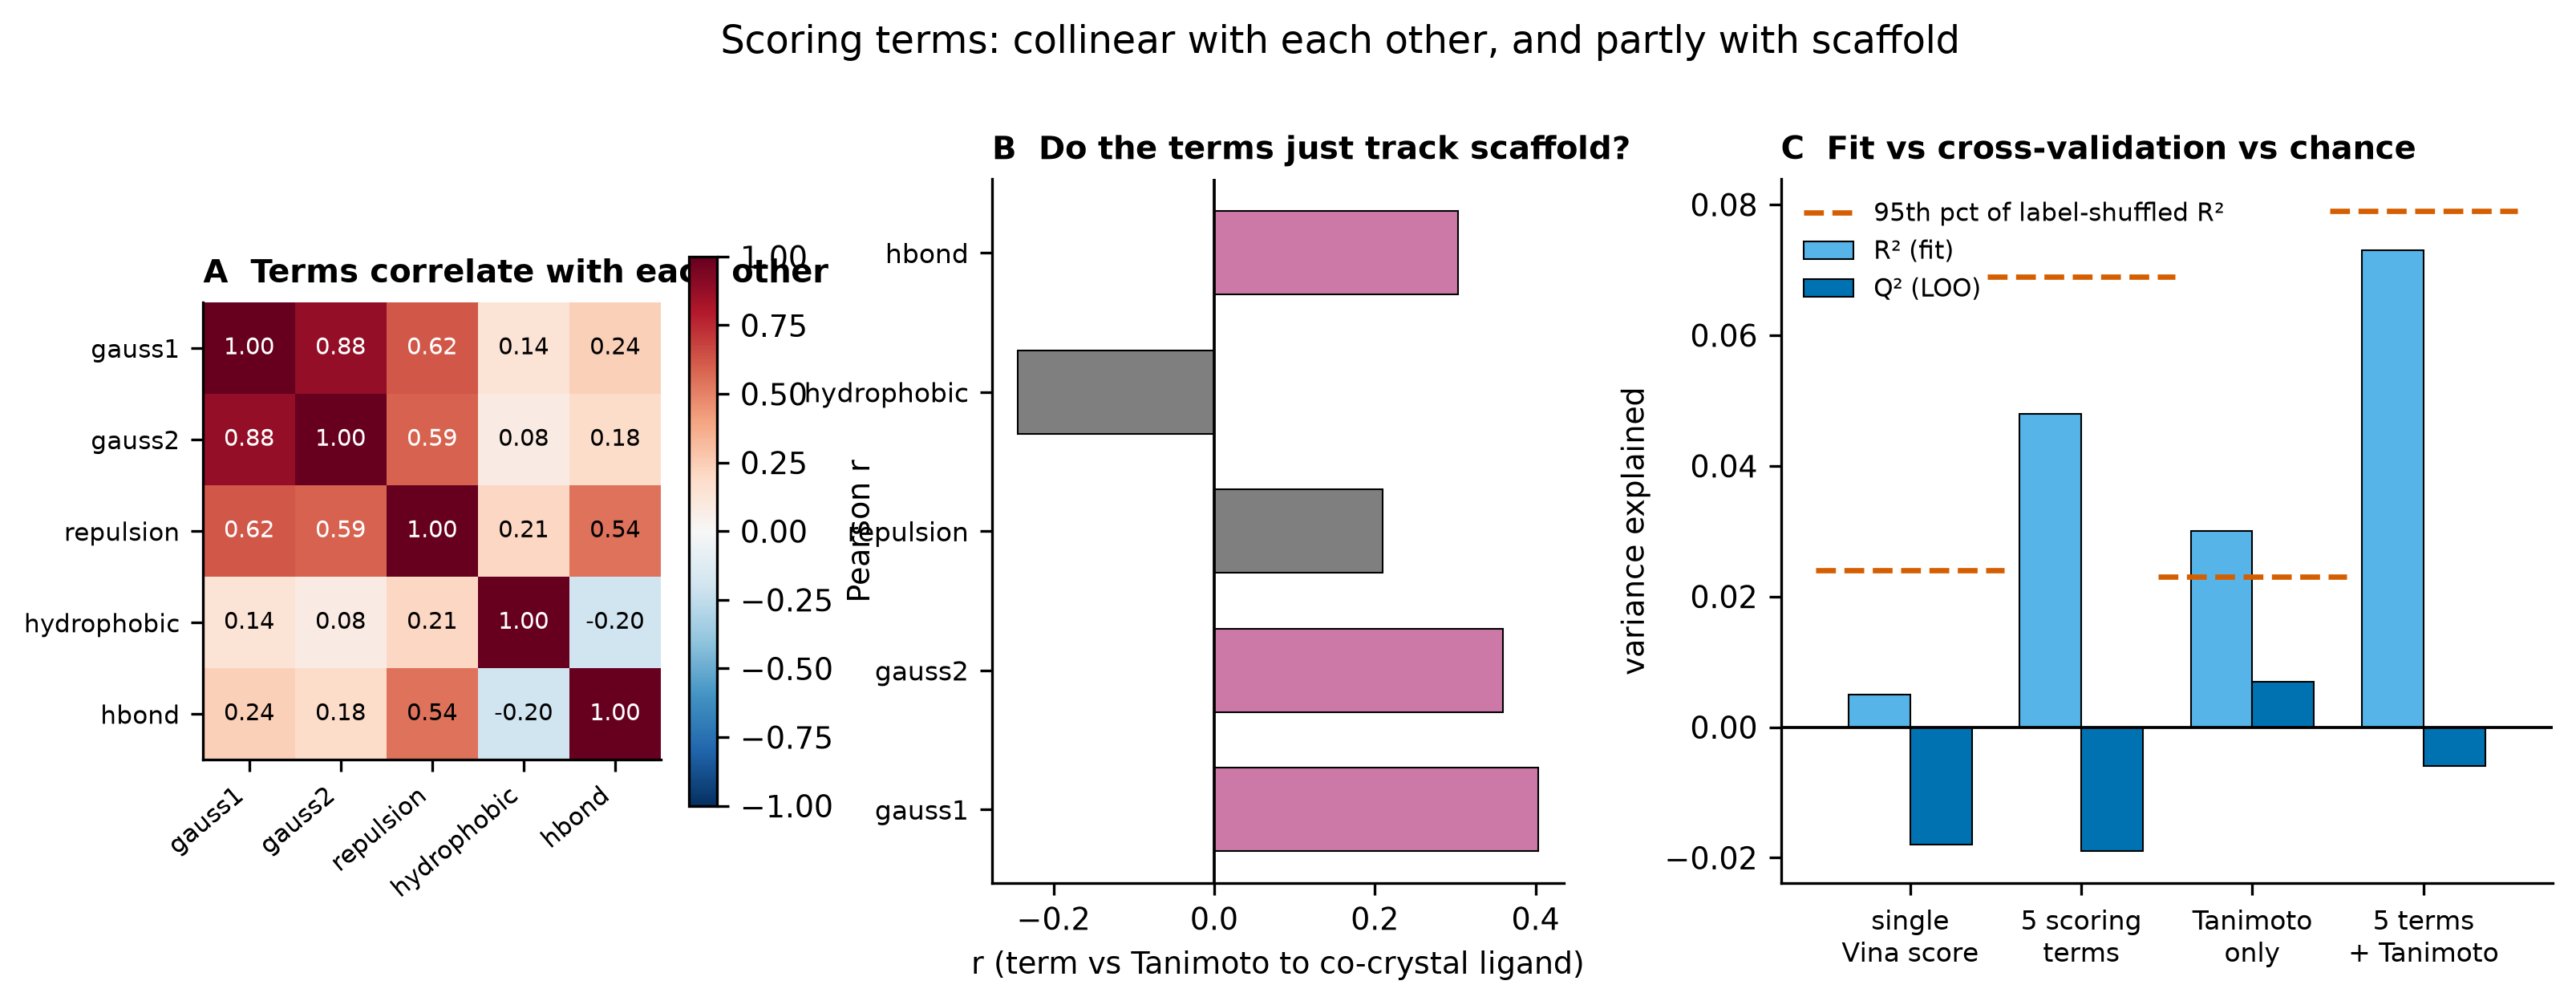 Scoring terms: collinear with each other, and partly with scaffold
A Terms correlate with each other
gauss1
gauss2
repulsion
hydrophobic
hbond
1.00 0.88 0.62 0.14 0.24
0.88 1.00 0.59 0.08 0.18
0.62 0.59 1.00 0.21 0.54
0.14 0.08 0.21 1.00 -0.20
0.24 0.18 0.54 -0.20 1.00
gauss1
gauss2
repulsion
hydrophobic
hbond
1.00
0.75
0.50
0.25
0.00
−0.25
−0.50
−0.75
−1.00
Pearson r
B Do the terms just track scaffold?
hbond
hydrophobic
repulsion
gauss2
gauss1
−0.2 0.0 0.2 0.4
r (term vs Tanimoto to co-crystal ligand)
C Fit vs cross-validation vs chance
95th pct of label-shuffled R²
R² (fit)
Q² (LOO)
variance explained
0.08
0.06
0.04
0.02
0.00
−0.02
single
Vina score
5 scoring
terms
Tanimoto
only
5 terms
+ Tanimoto